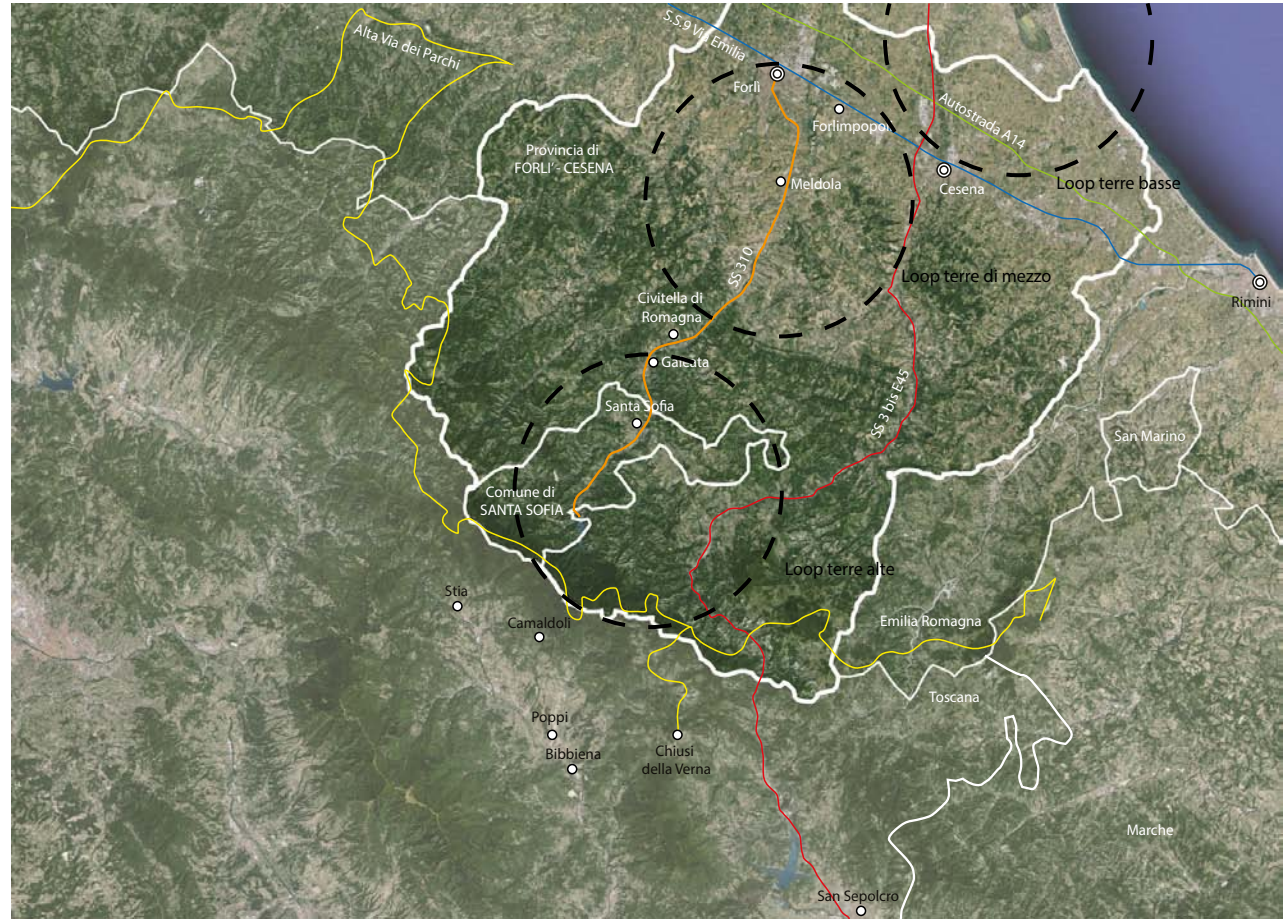 S.S.9 Via Emilia
Alta Via dei Parchi
Forlì
Autostrada A14
Forlimpopoli
Provincia di
FORLI' - CESENA
Meldola
Cesena
Loop terre basse
SS 310
Loop terre di mezzo
Rimini
Civitella di
Romagna
Galeata
SS 3 bis E45
Santa Sofia
San Marino
Comune di
SANTA SOFIA
Loop terre alte
Stia
Emilia Romagna
Camaldoli
Toscana
Poppi
Bibbiena
Chiusi
della Verna
Marche
San Sepolcro